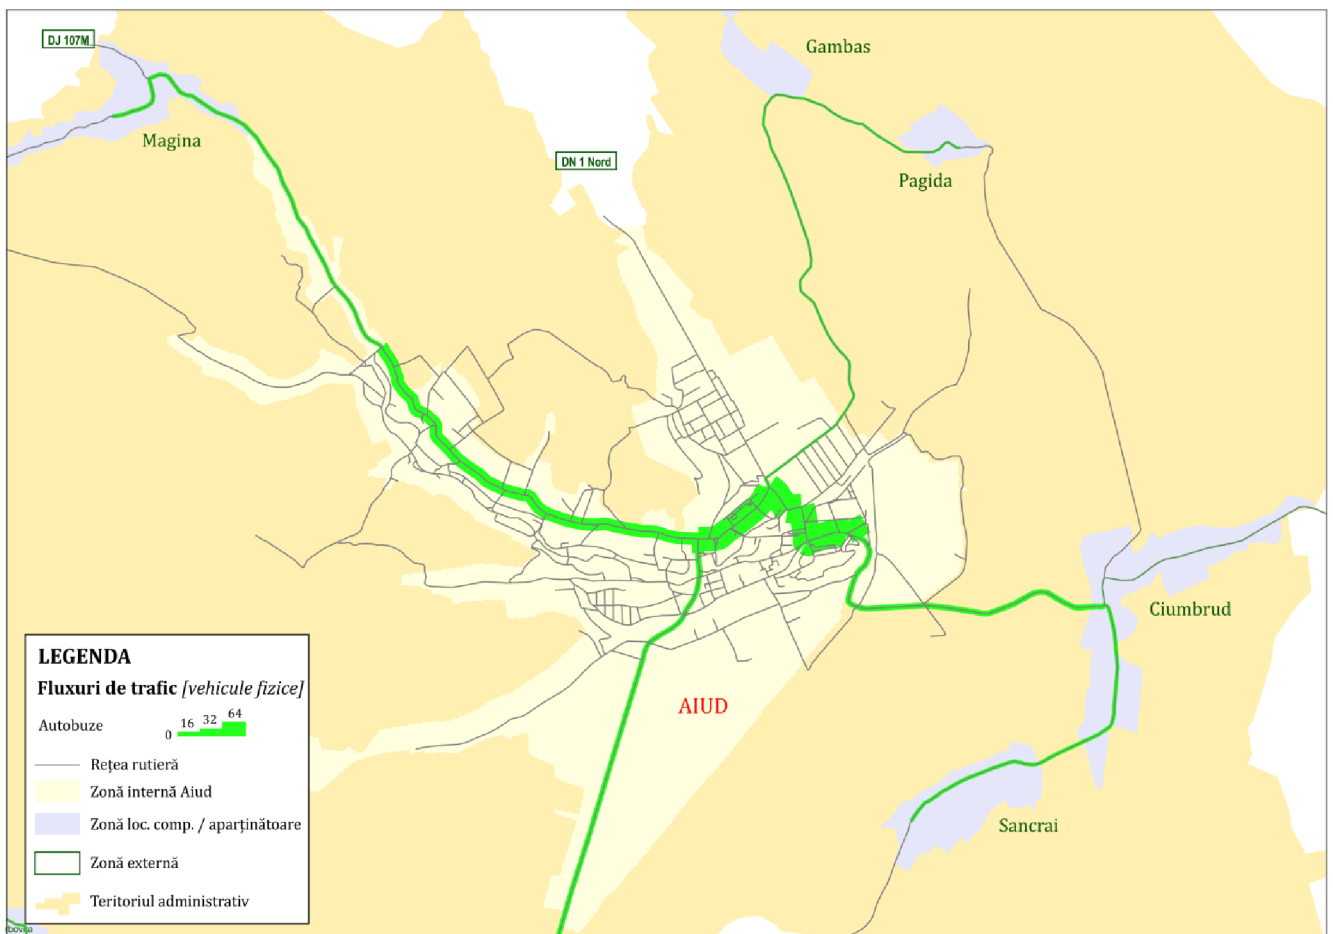 DJ 107M
Gambas
Magina
DN 1 Nord
Pagida
Ciumbrud
AIUD
Sancrai
LEGENDA
Fluxuri de trafic [vehicule fizice]
Autobuze
0 16 32 64
Rețea rutieră
Zonă internă Aiud
Zonă loc. comp. / aparținătoare
Zonă externă
Teritoriul administrativ